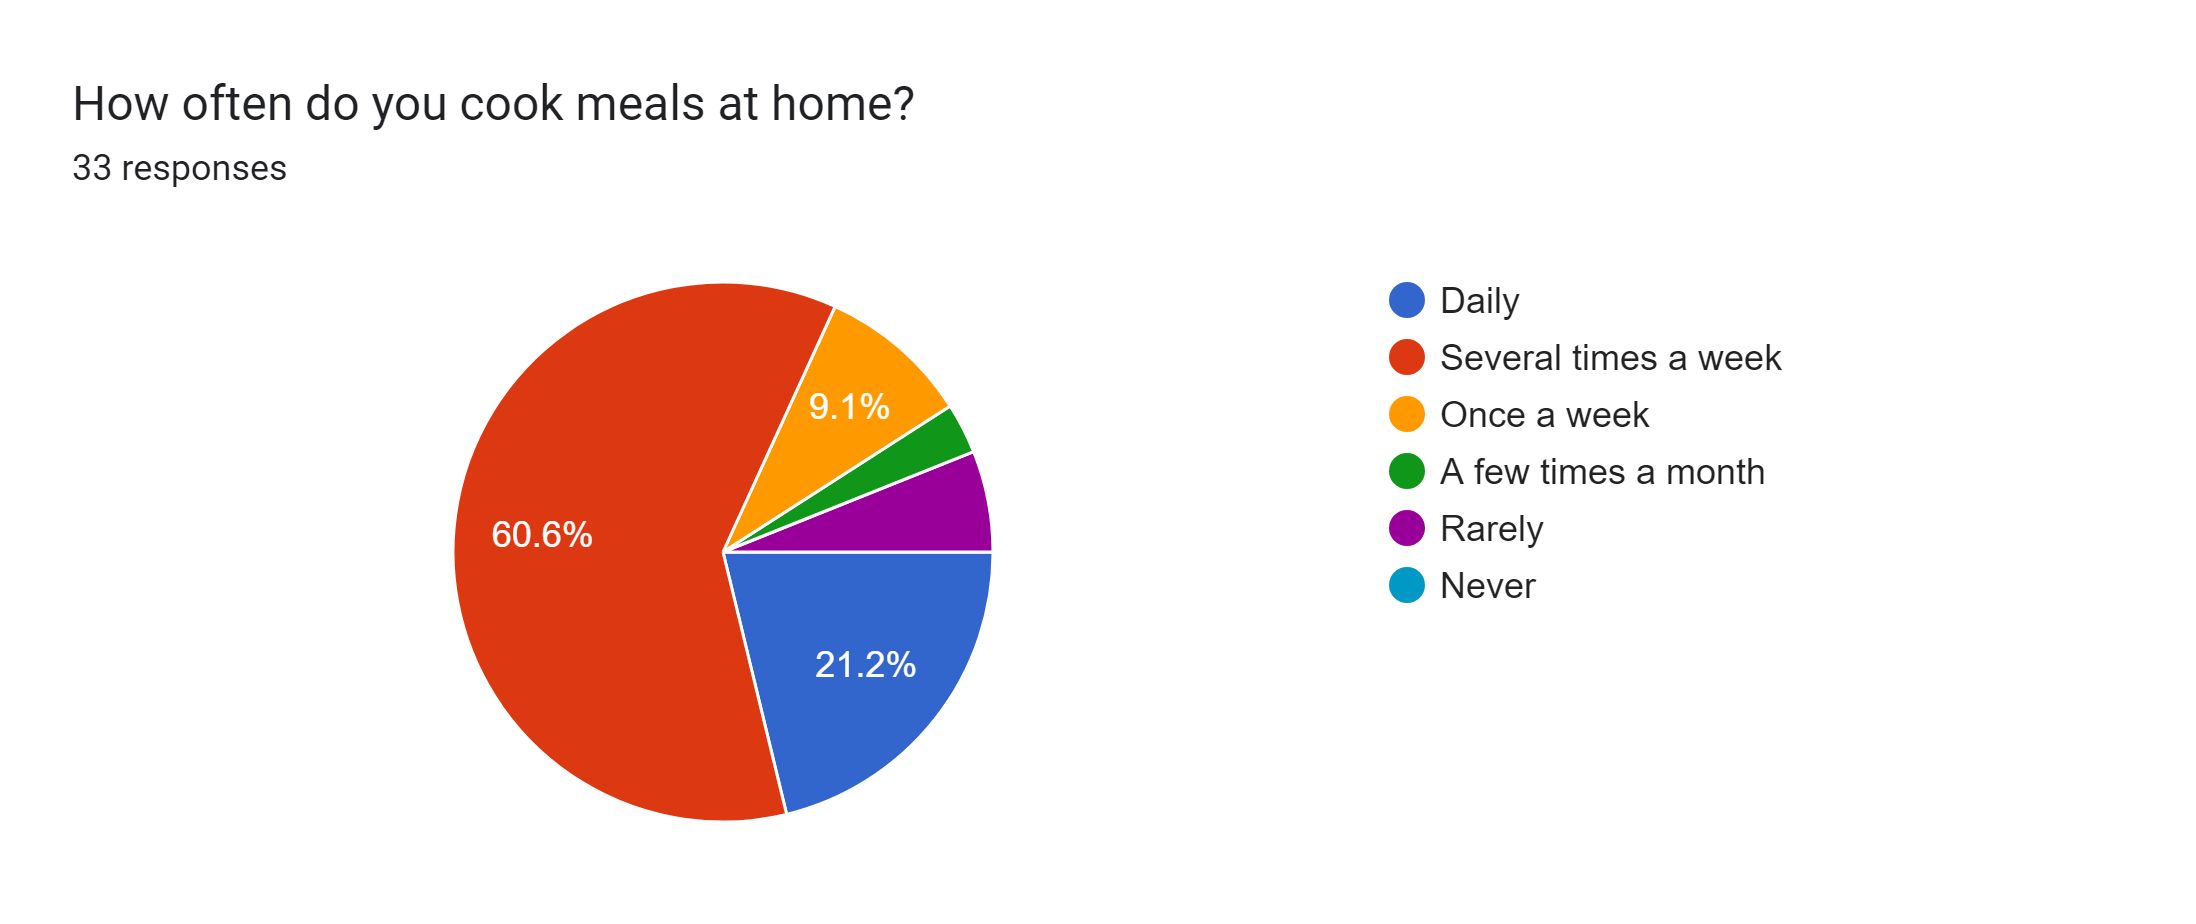 How often do you cook meals at home?
33 responses
9.1%
60.6%
21.2%
Daily
Several times a week
Once a week
A few times a month
Rarely
Never